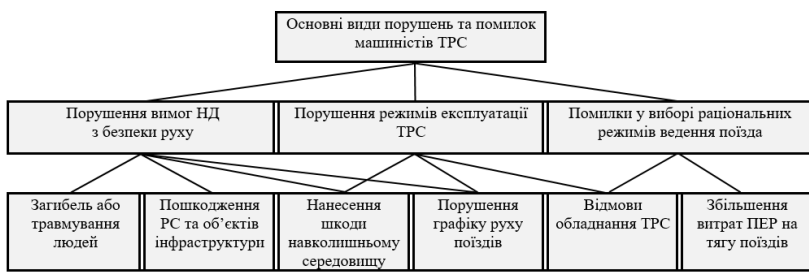 Основні види порушень та помилок
машиністів ТРС
Порушення вимог НД
з безпеки руху
Порушення режимів експлуатації
ТРС
Помилки у виборі раціональних
режимів ведення поїзда
Загибель або
травмування
людей
Пошкодження
РС та об’єктів
інфраструктури
Нанесення
шкоди
навколишньому
середовищу
Порушення
графіку руху
поїздів
Відмови
обладнання ТРС
Збільшення
витрат ПЕР на
тягу поїздів